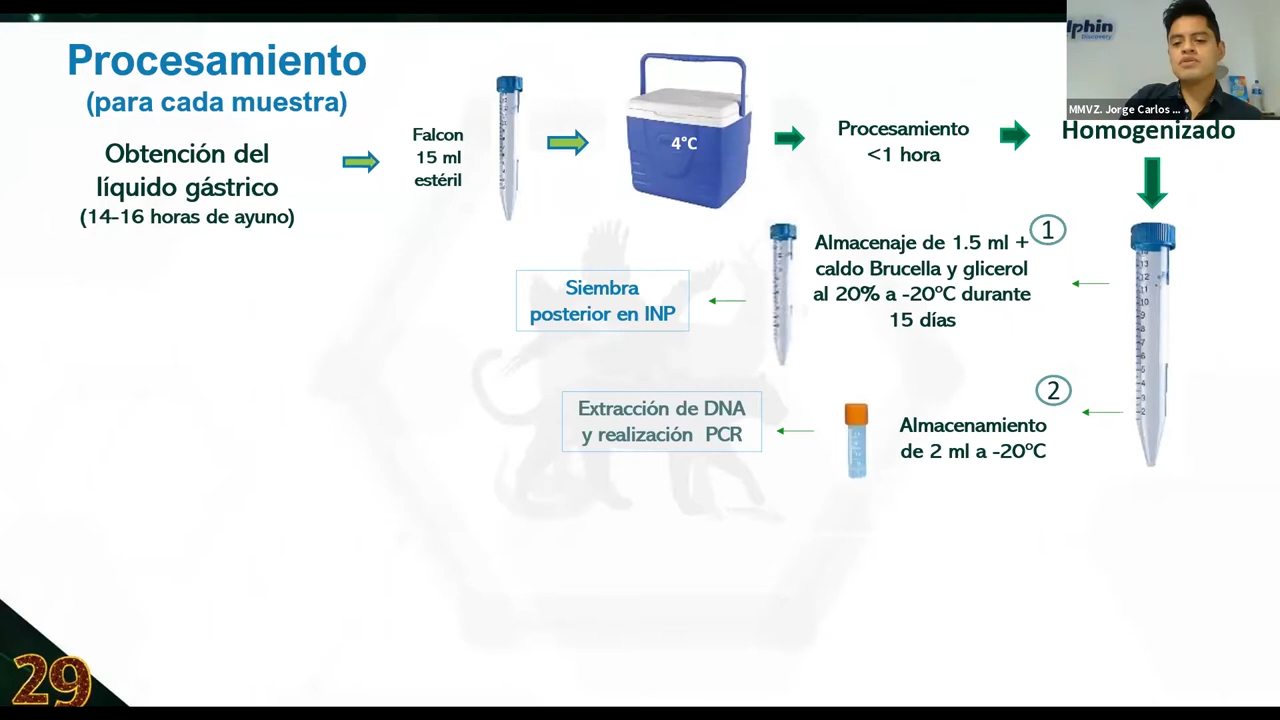 Procesamiento
(para cada muestra)
Obtención del
líquido gástrico
(14-16 horas de ayuno)
Falcon
15 ml
estéril
4°C
Procesamiento
<1 hora
Homogenizado
1
Almacenaje de 1.5 ml +
caldo Brucella y glicerol
al 20% a -20°C durante
15 días
Siembra
posterior en INP
2
Almacenamiento
de 2 ml a -20°C
Extracción de DNA
y realización PCR
29
lphin
Discovery
MMVZ. Jorge Carlos ...